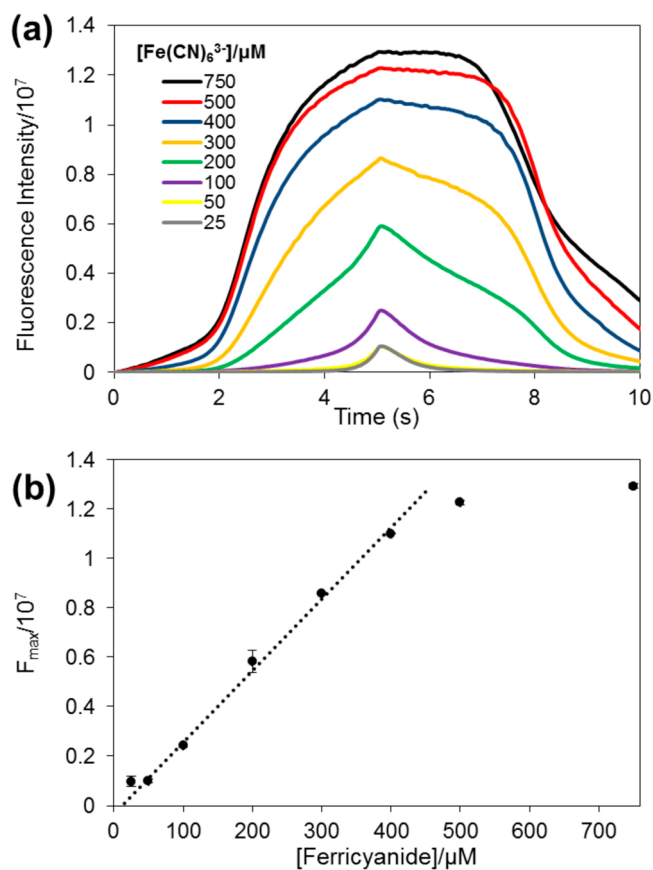 (a)
[Fe(CN)₆³⁻]/µM
750
500
400
300
200
100
50
25
Fluorescence Intensity/10⁷
1.4
1.2
1
0.8
0.6
0.4
0.2
0
0 2 4 6 8 10
Time (s)
(b)
Fmax/10⁷
1.4
1.2
1
0.8
0.6
0.4
0.2
0
0 100 200 300 400 500 600 700
[Ferricyanide]/µM